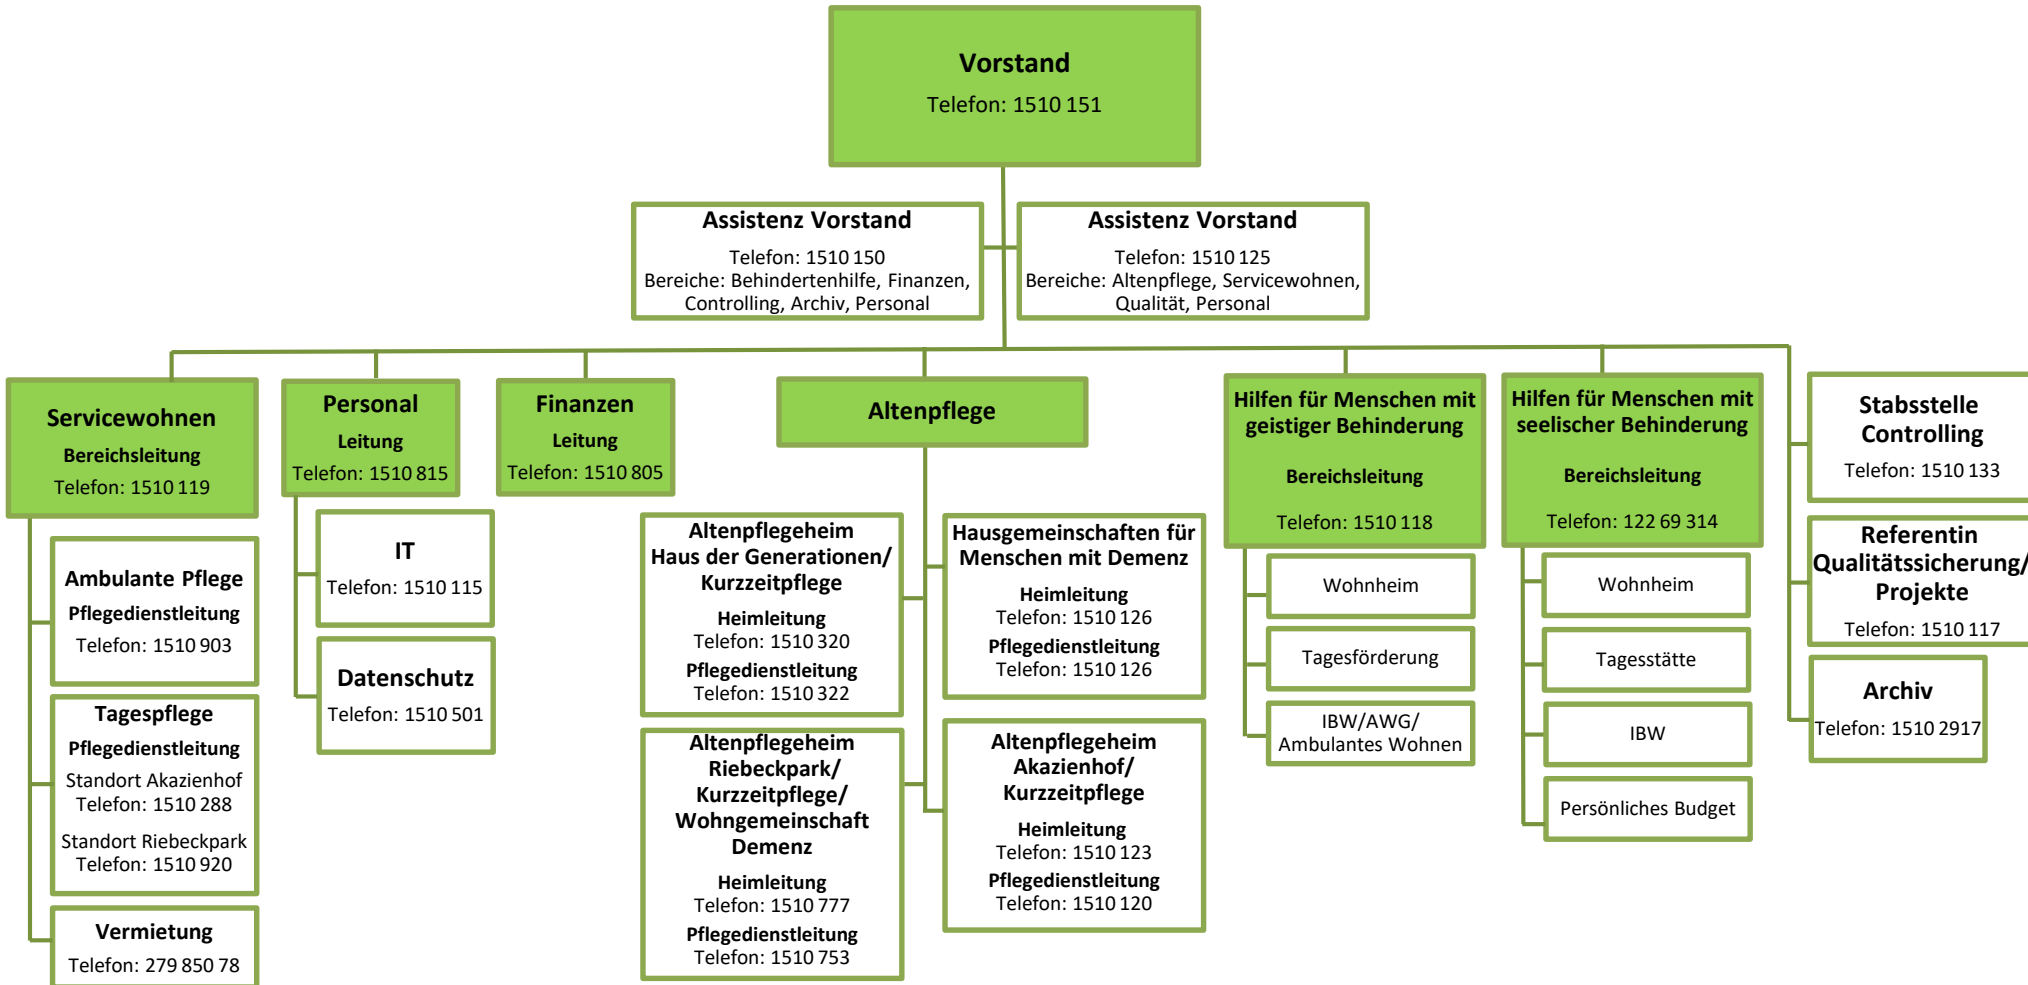 Vorstand
Telefon: 1510 151
Assistenz Vorstand
Telefon: 1510 150
Bereiche: Behindertenhilfe, Finanzen,
Controlling, Archiv, Personal
Assistenz Vorstand
Telefon: 1510 125
Bereiche: Altenpflege, Servicewohnen,
Qualität, Personal
Servicewohnen
Bereichsleitung
Telefon: 1510 119
Ambulante Pflege
Pflegedienstleitung
Telefon: 1510 903
Tagespflege
Pflegedienstleitung
Standort Akazienhof
Telefon: 1510 288
Standort Riebeckpark
Telefon: 1510 920
Vermietung
Telefon: 279 850 78
Personal
Leitung
Telefon: 1510 815
IT
Telefon: 1510 115
Datenschutz
Telefon: 1510 501
Finanzen
Leitung
Telefon: 1510 805
Altenpflege
Altenpflegeheim
Haus der Generationen/
Kurzzeitpflege
Heimleitung
Telefon: 1510 320
Pflegedienstleitung
Telefon: 1510 322
Hausgemeinschaften für
Menschen mit Demenz
Heimleitung
Telefon: 1510 126
Pflegedienstleitung
Telefon: 1510 126
Altenpflegeheim
Riebeckpark/
Kurzzeitpflege/
Wohngemeinschaft
Demenz
Heimleitung
Telefon: 1510 777
Pflegedienstleitung
Telefon: 1510 753
Altenpflegeheim
Akazienhof/
Kurzzeitpflege
Heimleitung
Telefon: 1510 123
Pflegedienstleitung
Telefon: 1510 120
Hilfen für Menschen mit
geistiger Behinderung
Bereichsleitung
Telefon: 1510 118
Wohnheim
Tagesförderung
IBW/AWG/
Ambulantes Wohnen
Hilfen für Menschen mit
seelischer Behinderung
Bereichsleitung
Telefon: 122 69 314
Wohnheim
Tagesstätte
IBW
Persönliches Budget
Stabsstelle
Controlling
Telefon: 1510 133
Referentin
Qualitätssicherung/
Projekte
Telefon: 1510 117
Archiv
Telefon: 1510 2917